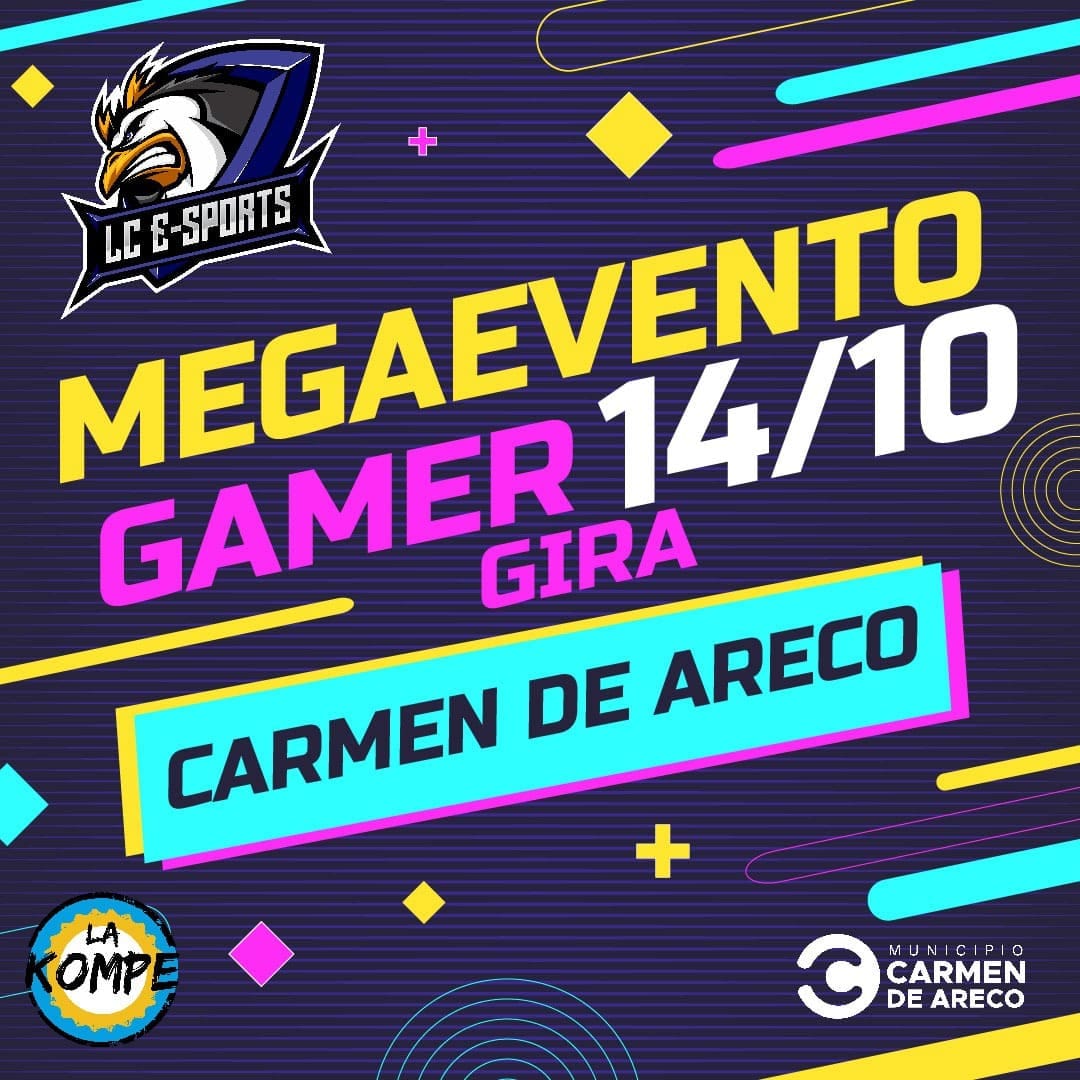 LC E-SPORTS
MEGAEVENTO
GAMER 14/10
GIRA
CARMEN DE ARECO
LA
KOMPE
MUNICIPIO
CARMEN
DE ARECO